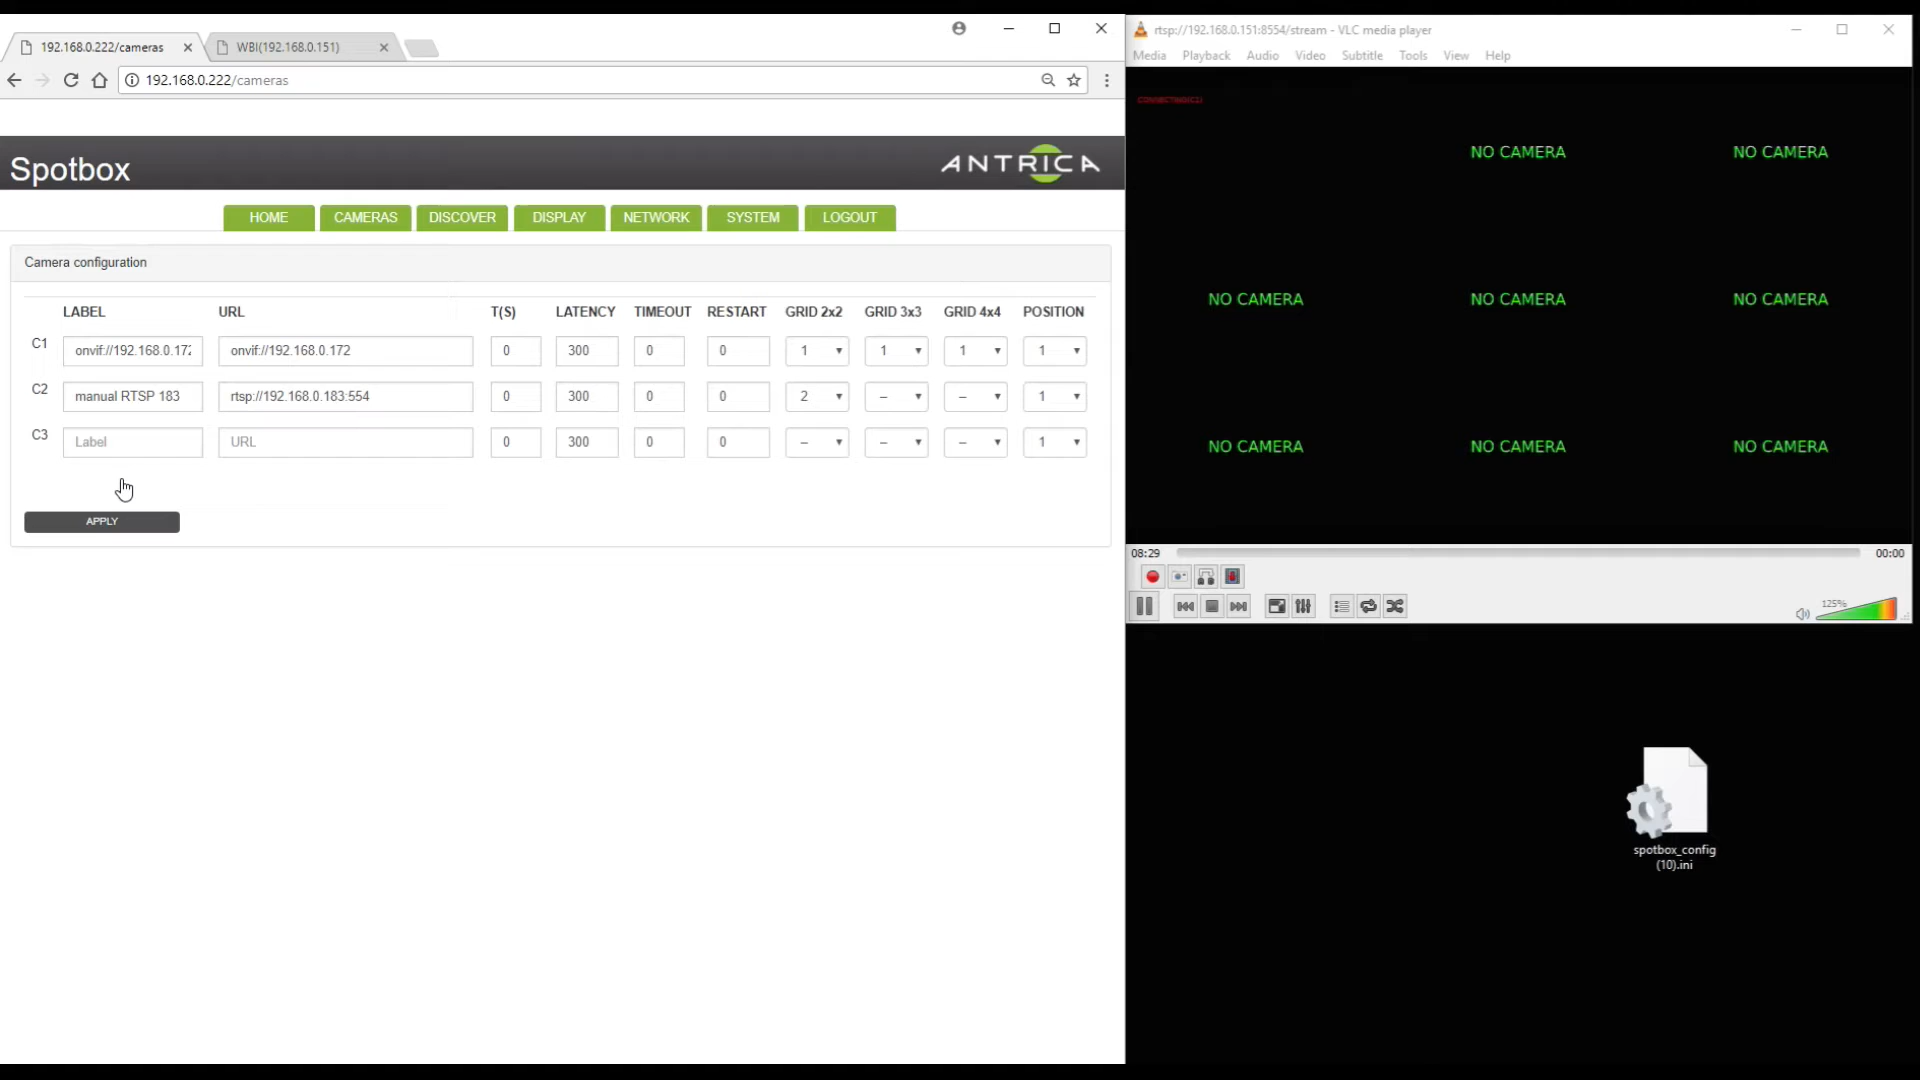 192.168.0.222/cameras
WBI(192.168.0.151)
192.168.0.222/cameras
Spotbox
ANTRICA
HOME
CAMERAS
DISCOVER
DISPLAY
NETWORK
SYSTEM
LOGOUT
Camera configuration
LABEL URL T(S) LATENCY TIMEOUT RESTART GRID 2x2 GRID 3x3 GRID 4x4 POSITION
C1 onvif://192.168.0.172 onvif://192.168.0.172 0 300 0 0 1 1 1 1
C2 manual RTSP 183 rtsp://192.168.0.183:554 0 300 0 0 2 – – 1
C3 Label URL 0 300 0 0 – – – 1
APPLY
rtsp://192.168.0.151:8554/stream - VLC media player
Media Playback Audio Video Subtitle Tools View Help
NO CAMERA NO CAMERA
NO CAMERA NO CAMERA NO CAMERA
NO CAMERA NO CAMERA NO CAMERA
08:29 00:00
125%
spotbox_config
(10).ini